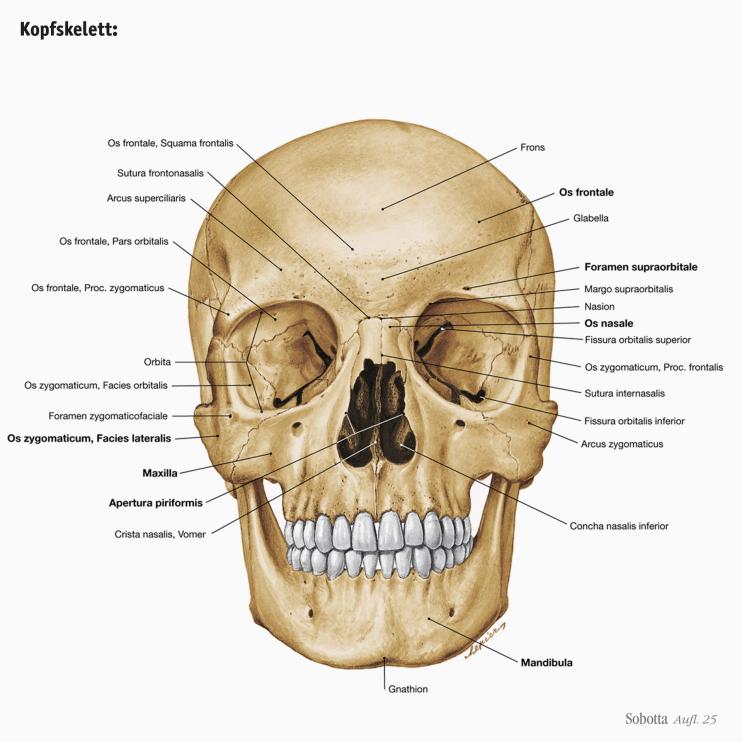 Kopfskelett:
Os frontale, Squama frontalis
Sutura frontonasalis
Arcus superciliaris
Os frontale, Pars orbitalis
Os frontale, Proc. zygomaticus
Orbita
Os zygomaticum, Facies orbitalis
Foramen zygomaticofaciale
Os zygomaticum, Facies lateralis
Maxilla
Apertura piriformis
Crista nasalis, Vomer
Frons
Os frontale
Glabella
Foramen supraorbitale
Margo supraorbitalis
Nasion
Os nasale
Fissura orbitalis superior
Os zygomaticum, Proc. frontalis
Sutura internasalis
Fissura orbitalis inferior
Arcus zygomaticus
Concha nasalis inferior
Mandibula
Gnathion
Sobotta Aufl. 25